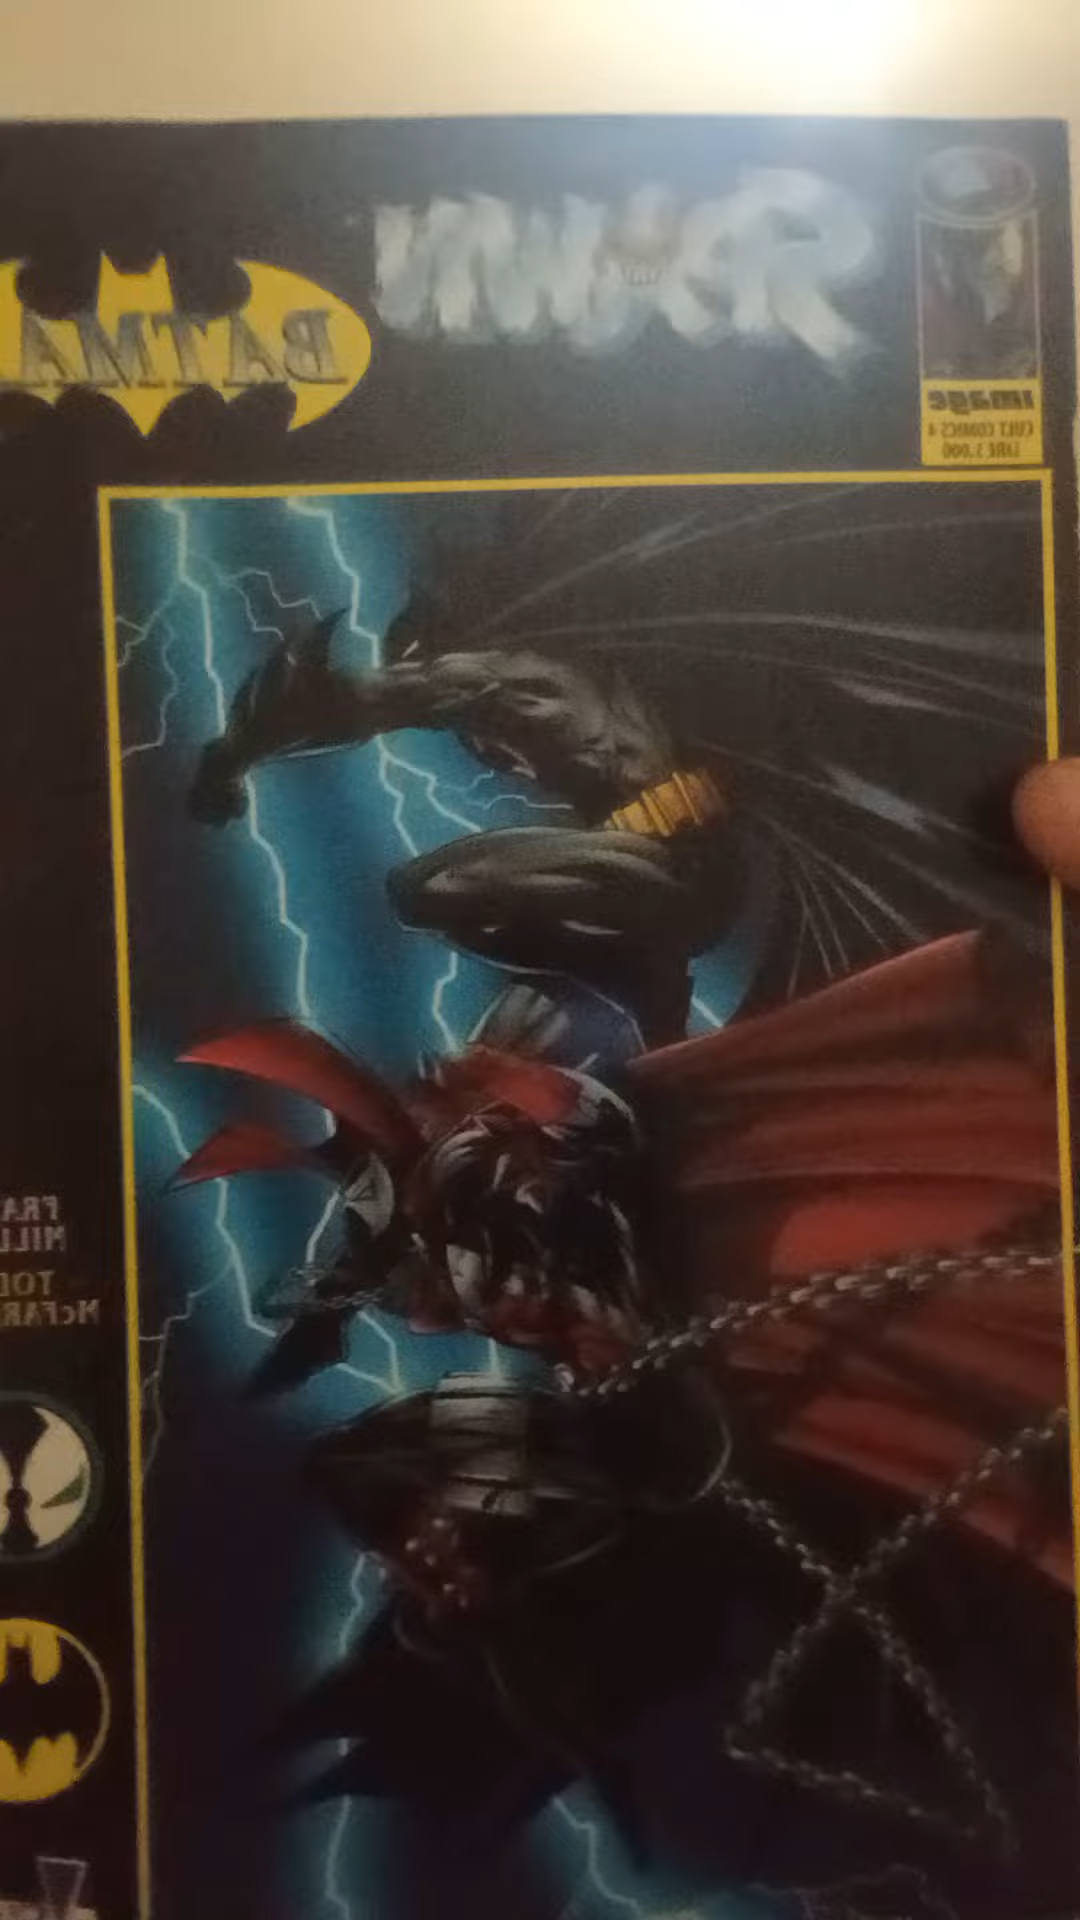 SPAWN
BATMA
image
CULT COMICS 4
LIRE 5.000
FRA
MILL
TOD
McFAR